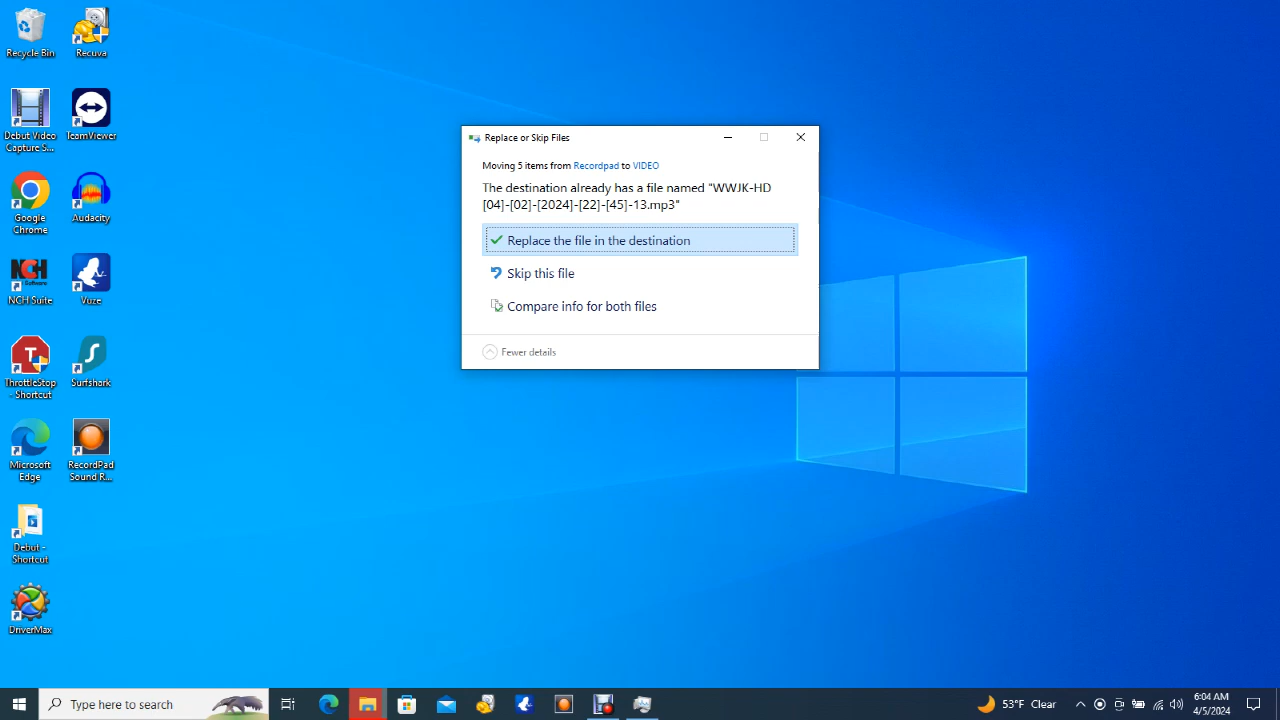 Recycle Bin
Recuva
Debut Video
Capture S...
TeamViewer
Google
Chrome
Audacity
NCH
Software
NCH Suite
Vuze
T
ThrottleStop
- Shortcut
Surfshark
Microsoft
Edge
RecordPad
Sound R...
Debut -
Shortcut
DriverMax
Replace or Skip Files
Moving 5 items from Recordpad to VIDEO
The destination already has a file named "WWJK-HD
[04]-[02]-[2024]-[22]-[45]-13.mp3"
Replace the file in the destination
Skip this file
Compare info for both files
Fewer details
Type here to search
53°F Clear
6:04 AM
4/5/2024